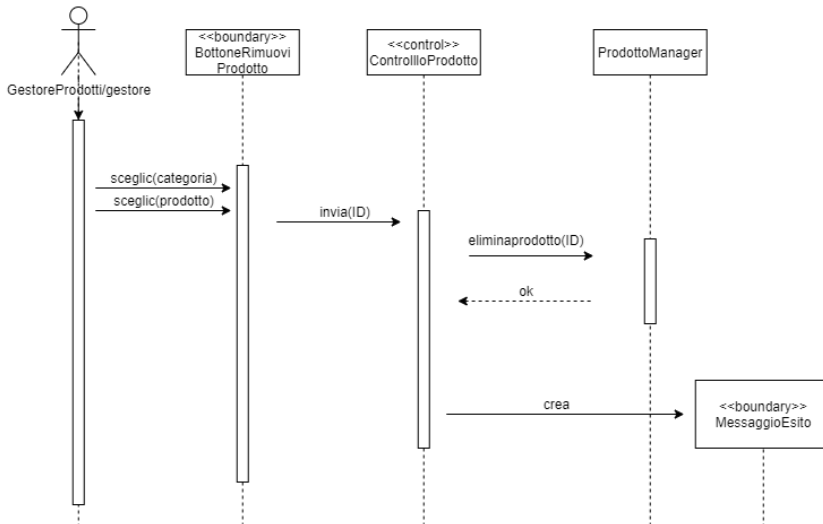 <<boundary>>
BottoneRimuovi
Prodotto
<<control>>
ControllloProdotto
ProdottoManager
GestoreProdotti/gestore
sceglic(categoria)
sceglic(prodotto)
invia(ID)
eliminaprodotto(ID)
ok
crea
<<boundary>>
MessaggioEsito